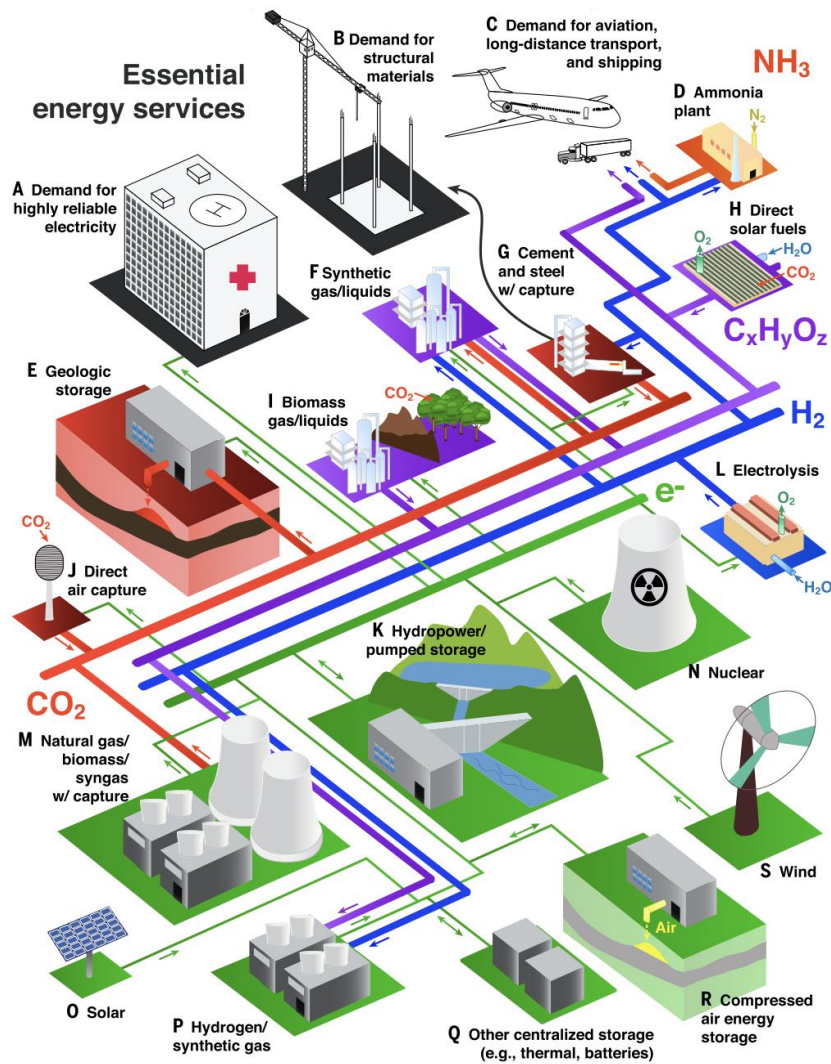 Essential
energy services
B Demand for
structural
materials
C Demand for aviation,
long-distance transport,
and shipping
NH3
D Ammonia
plant
N2
A Demand for
highly reliable
electricity
H
H Direct
solar fuels
O2
H2O
CO2
F Synthetic
gas/liquids
G Cement
and steel
w/ capture
CxHyOz
E Geologic
storage
I Biomass
gas/liquids
CO2
H2
L Electrolysis
O2
H2O
e-
CO2
J Direct
air capture
K Hydropower/
pumped storage
N Nuclear
CO2
M Natural gas/
biomass/
syngas
w/ capture
S Wind
Air
O Solar
P Hydrogen/
synthetic gas
Q Other centralized storage
(e.g., thermal, batteries)
R Compressed
air energy
storage